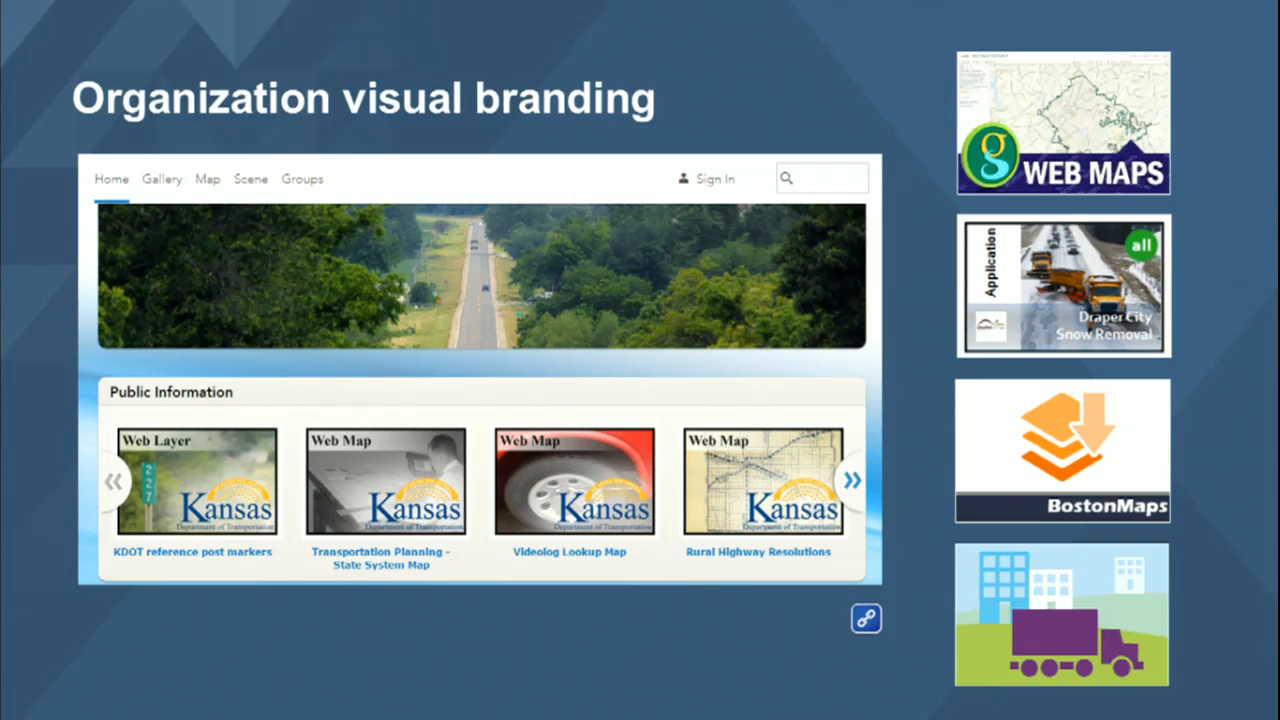 Organization visual branding
Home Gallery Map Scene Groups Sign In
Public Information
Web Layer
Kansas
Department of Transportation
KDOT reference post markers
Web Map
Kansas
Department of Transportation
Transportation Planning -
State System Map
Web Map
Kansas
Department of Transportation
Videolog Lookup Map
Web Map
Kansas
Department of Transportation
Rural Highway Resolutions
g
WEB MAPS
Application
all
Draper City
Snow Removal
BostonMaps